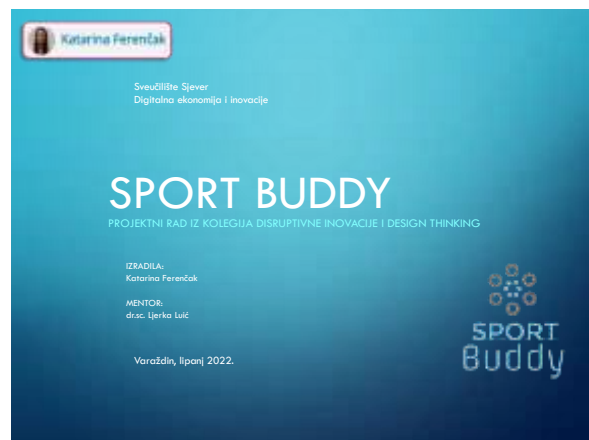 Katarina Ferenčak
Sveučilište Sjever
Digitalna ekonomija i inovacije
SPORT BUDDY
PROJEKTNI RAD IZ KOLEGIJA DISRUPTIVNE INOVACIJE I DESIGN THINKING
IZRADILA:
Katarina Ferenčak
MENTOR:
dr.sc. Ljerka Luić
Varaždin, lipanj 2022.
SPORT
Buddy